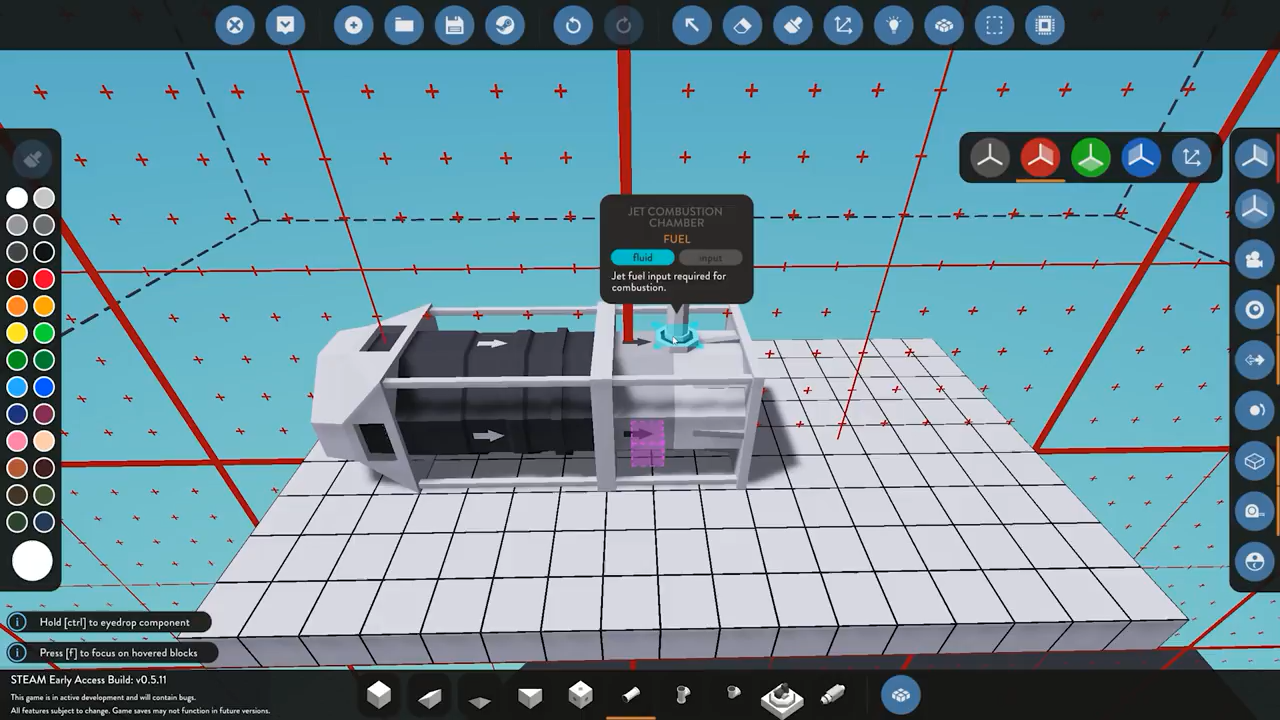 JET COMBUSTION
CHAMBER
FUEL
fluid input
Jet fuel input required for
combustion.
Hold [ctrl] to eyedrop component
Press [f] to focus on hovered blocks
STEAM Early Access Build: v0.5.11
This game is in active development and will contain bugs.
All features subject to change. Game saves may not function in future versions.